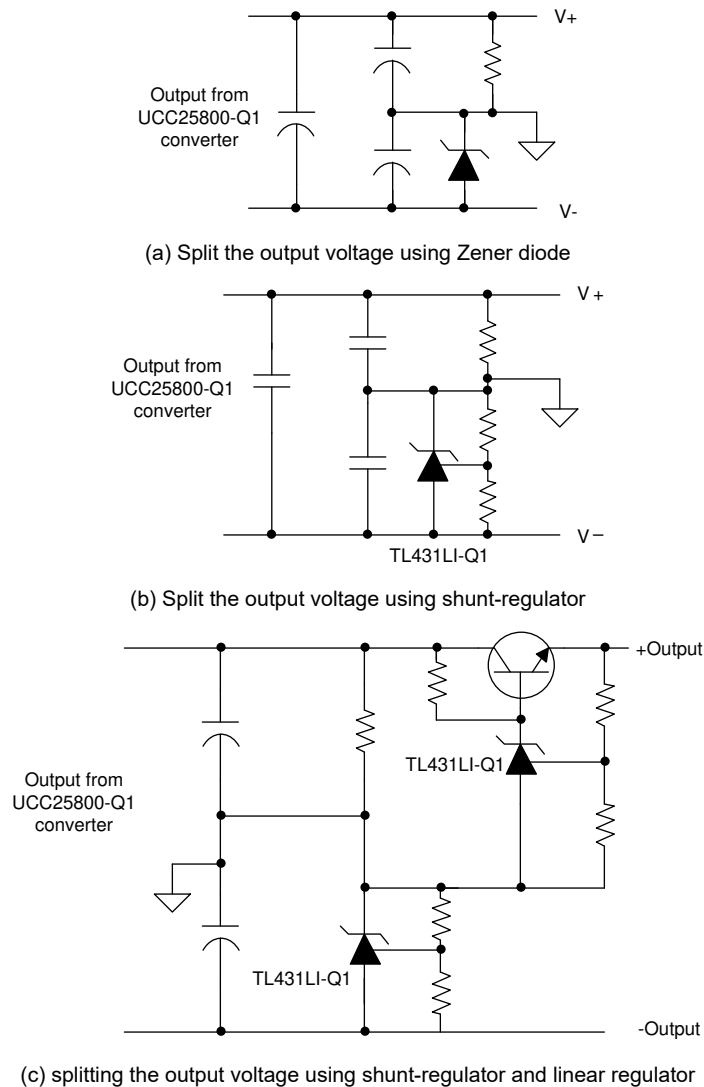 V+
Output from
UCC25800-Q1
converter
V-
(a) Split the output voltage using Zener diode
V+
Output from
UCC25800-Q1
converter
V−
TL431LI-Q1
(b) Split the output voltage using shunt-regulator
+Output
TL431LI-Q1
Output from
UCC25800-Q1
converter
TL431LI-Q1
-Output
(c) splitting the output voltage using shunt-regulator and linear regulator